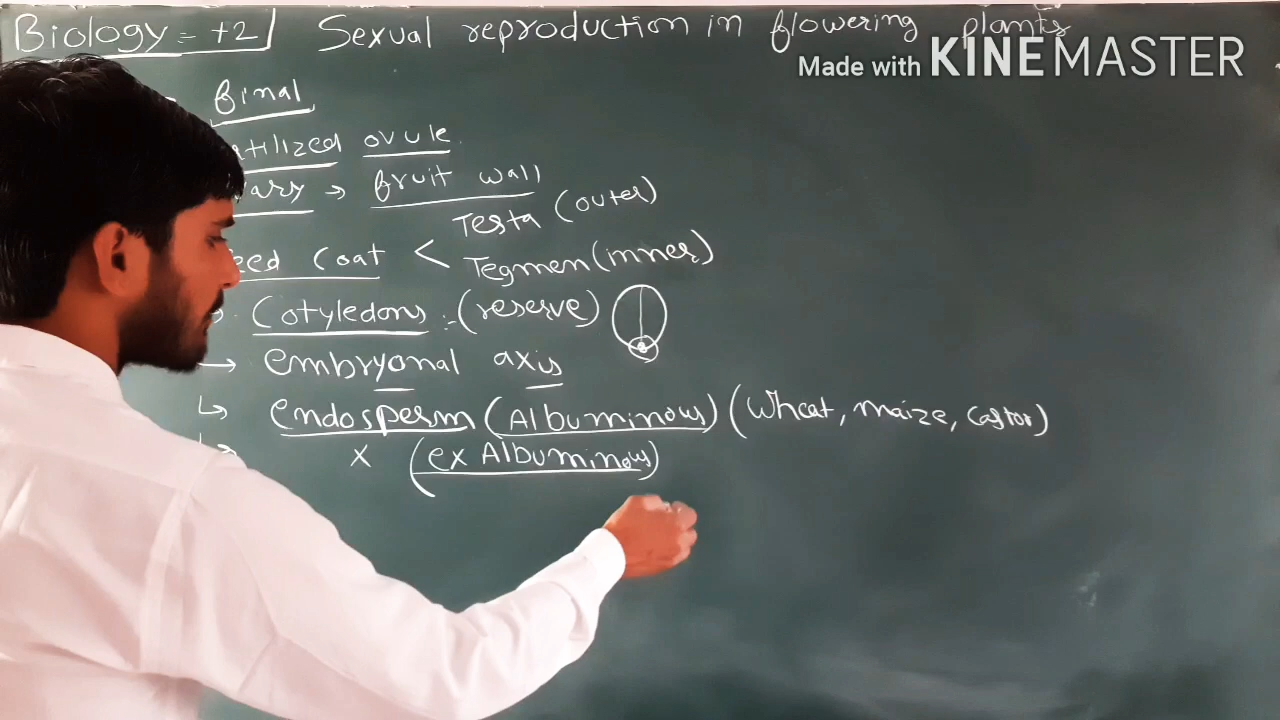 Biology = +2 Sexual reproduction in flowering plants
Made with KINEMASTER
final
ovule
→ fruit wall
Testa (outer)
Coat < Tegmen (inner)
Cotyledons :- (reserve)
→ embryonal axis
↳ endosperm (Albuminous) (Wheat, maize, castor)
↳ x (ex Albuminous)